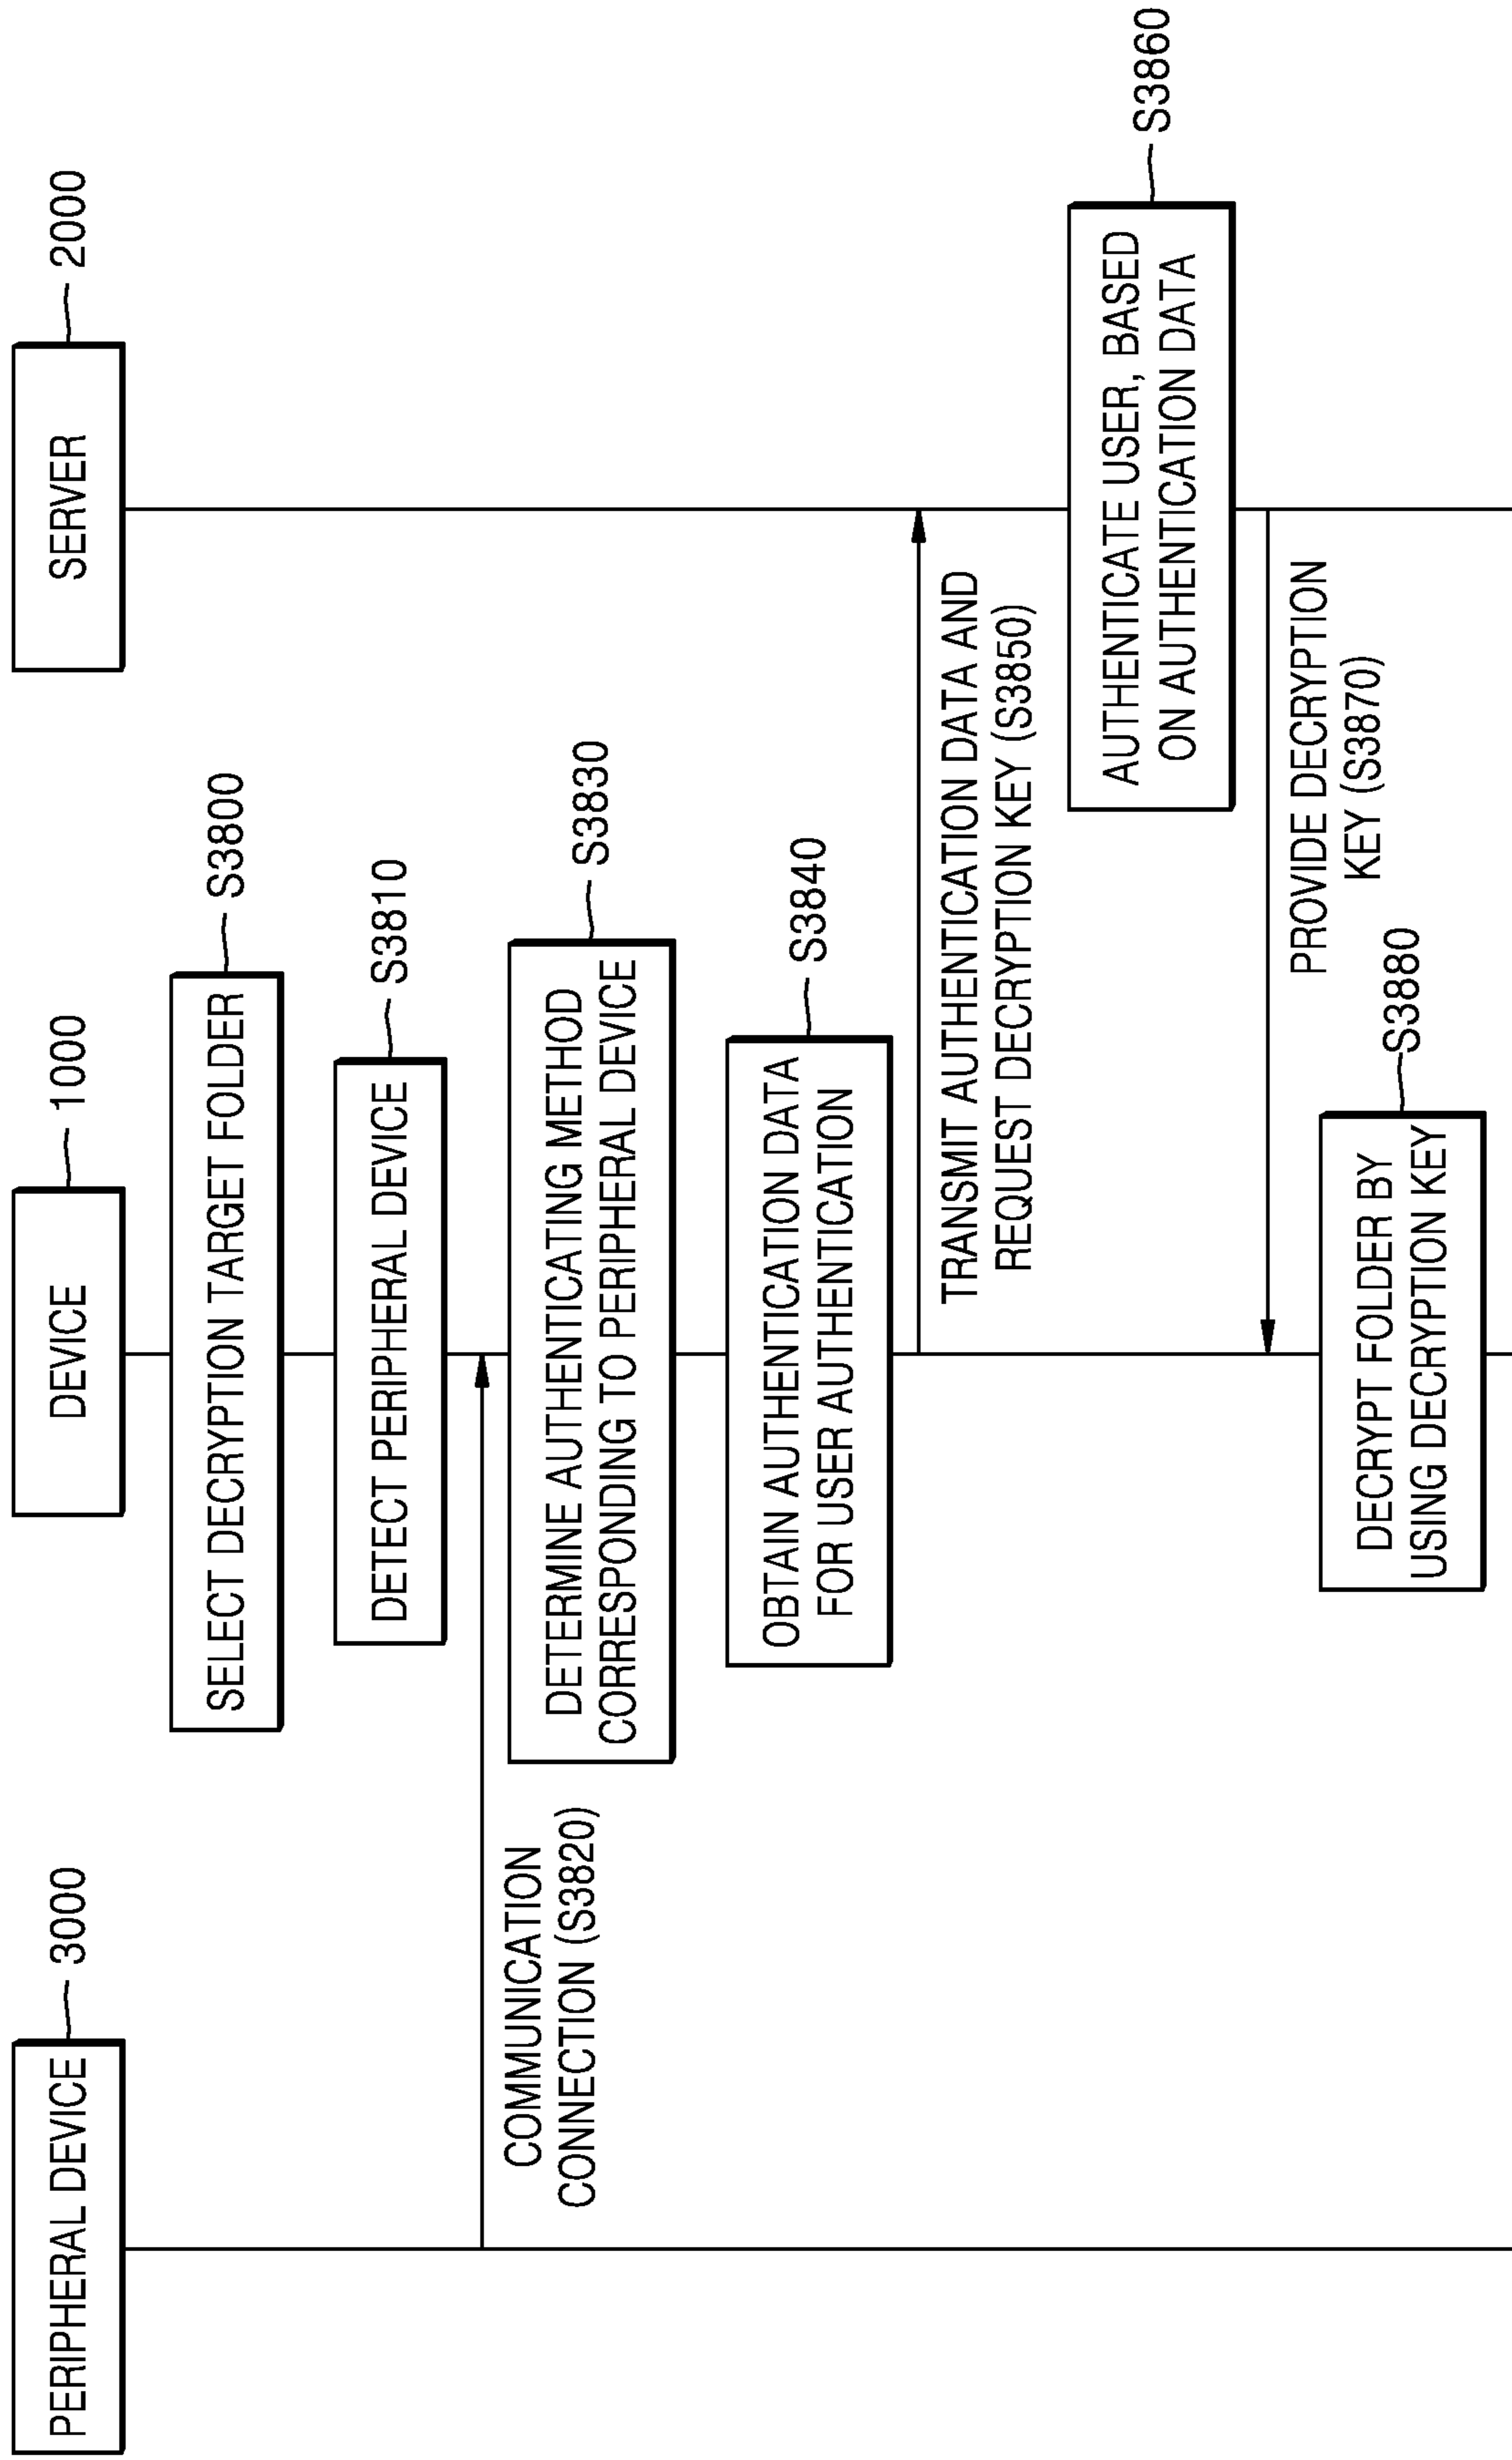 PERIPHERAL DEVICE
3000
DEVICE
1000
SERVER
2000
SELECT DECRYPTION TARGET FOLDER
S3800
DETECT PERIPHERAL DEVICE
S3810
COMMUNICATION
CONNECTION (S3820)
DETERMINE AUTHENTICATING METHOD
CORRESPONDING TO PERIPHERAL DEVICE
S3830
OBTAIN AUTHENTICATION DATA
FOR USER AUTHENTICATION
S3840
TRANSMIT AUTHENTICATION DATA AND
REQUEST DECRYPTION KEY (S3850)
AUTHENTICATE USER, BASED
ON AUTHENTICATION DATA
S3860
PROVIDE DECRYPTION
KEY (S3870)
DECRYPT FOLDER BY
USING DECRYPTION KEY
S3880